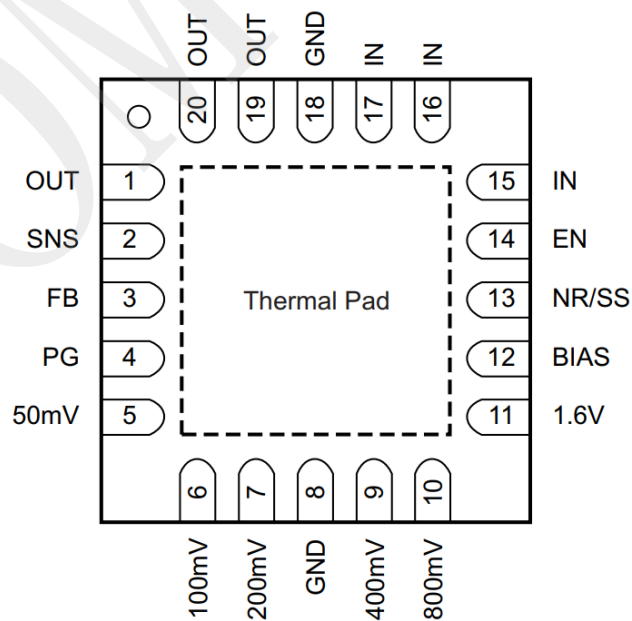 OUT OUT GND IN IN
20 19 18 17 16
OUT 1 15 IN
SNS 2 14 EN
FB 3 Thermal Pad 13 NR/SS
PG 4 12 BIAS
50mV 5 11 1.6V
6 7 8 9 10
100mV 200mV GND 400mV 800mV